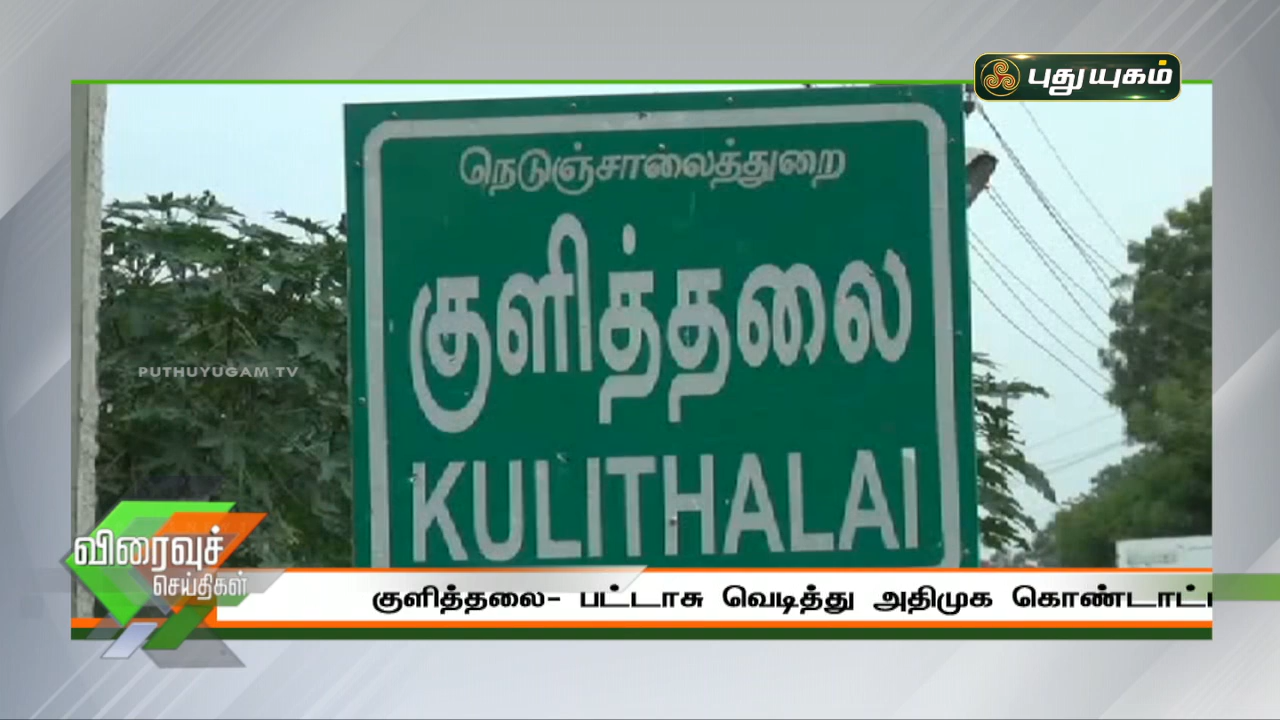 புதுயுகம்
நெடுஞ்சாலைத்துறை
குளித்தலை
PUTHUYUGAM TV
KULITHALAI
விரைவுச்
செய்திகள்
குளித்தலை- பட்டாசு வெடித்து அதிமுக